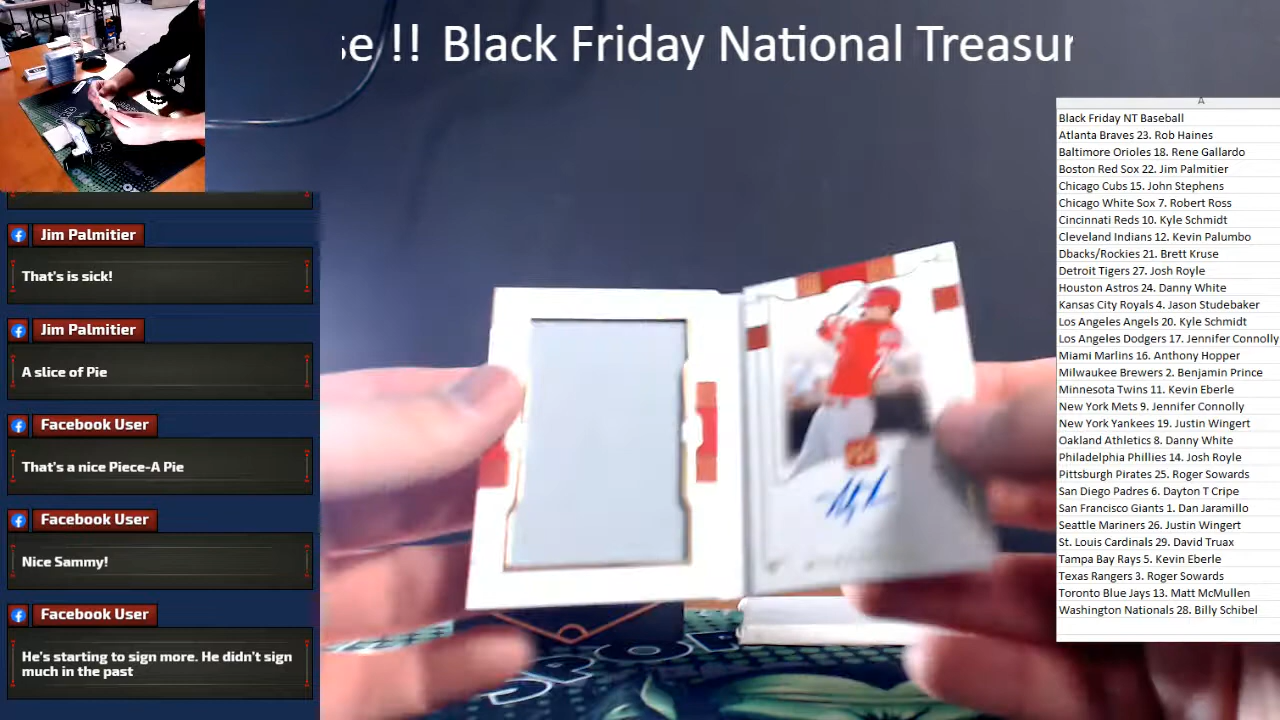 se !! Black Friday National Treasur
Jim Palmitier
That's is sick!
Jim Palmitier
A slice of Pie
Facebook User
That's a nice Piece-A Pie
Facebook User
Nice Sammy!
Facebook User
He's starting to sign more. He didn't sign
much in the past
A
Black Friday NT Baseball
Atlanta Braves 23. Rob Haines
Baltimore Orioles 18. Rene Gallardo
Boston Red Sox 22. Jim Palmitier
Chicago Cubs 15. John Stephens
Chicago White Sox 7. Robert Ross
Cincinnati Reds 10. Kyle Schmidt
Cleveland Indians 12. Kevin Palumbo
Dbacks/Rockies 21. Brett Kruse
Detroit Tigers 27. Josh Royle
Houston Astros 24. Danny White
Kansas City Royals 4. Jason Studebaker
Los Angeles Angels 20. Kyle Schmidt
Los Angeles Dodgers 17. Jennifer Connolly
Miami Marlins 16. Anthony Hopper
Milwaukee Brewers 2. Benjamin Prince
Minnesota Twins 11. Kevin Eberle
New York Mets 9. Jennifer Connolly
New York Yankees 19. Justin Wingert
Oakland Athletics 8. Danny White
Philadelphia Phillies 14. Josh Royle
Pittsburgh Pirates 25. Roger Sowards
San Diego Padres 6. Dayton T Cripe
San Francisco Giants 1. Dan Jaramillo
Seattle Mariners 26. Justin Wingert
St. Louis Cardinals 29. David Truax
Tampa Bay Rays 5. Kevin Eberle
Texas Rangers 3. Roger Sowards
Toronto Blue Jays 13. Matt McMullen
Washington Nationals 28. Billy Schibel